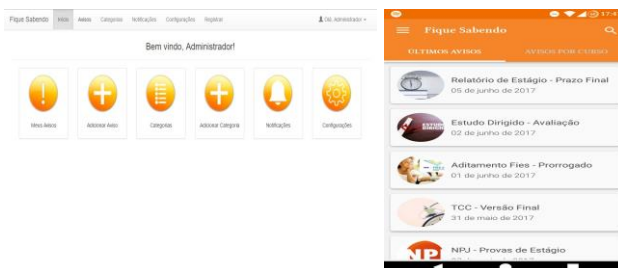 Fique Sabendo Início Avisos Categorias Notificações Configurações Registrar Olá, Administrador
Bem vindo, Administrador!
Meus Avisos Adicionar Aviso Categorias Adicionar Categoria Notificações Configurações
17:4
Fique Sabendo
ÚLTIMOS AVISOS AVISOS POR CURSO
Relatório de Estágio - Prazo Final
05 de junho de 2017
Estudo Dirigido - Avaliação
02 de junho de 2017
Aditamento Fies - Prorrogado
01 de junho de 2017
TCC - Versão Final
31 de maio de 2017
NPJ - Provas de Estágio
NPJ